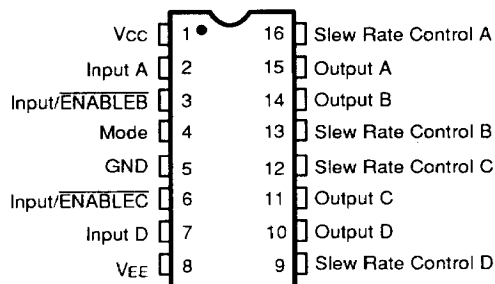 VCC 1 16 Slew Rate Control A
Input A 2 15 Output A
Input/ENABLEB 3 14 Output B
Mode 4 13 Slew Rate Control B
GND 5 12 Slew Rate Control C
Input/ENABLEC 6 11 Output C
Input D 7 10 Output D
VEE 8 9 Slew Rate Control D